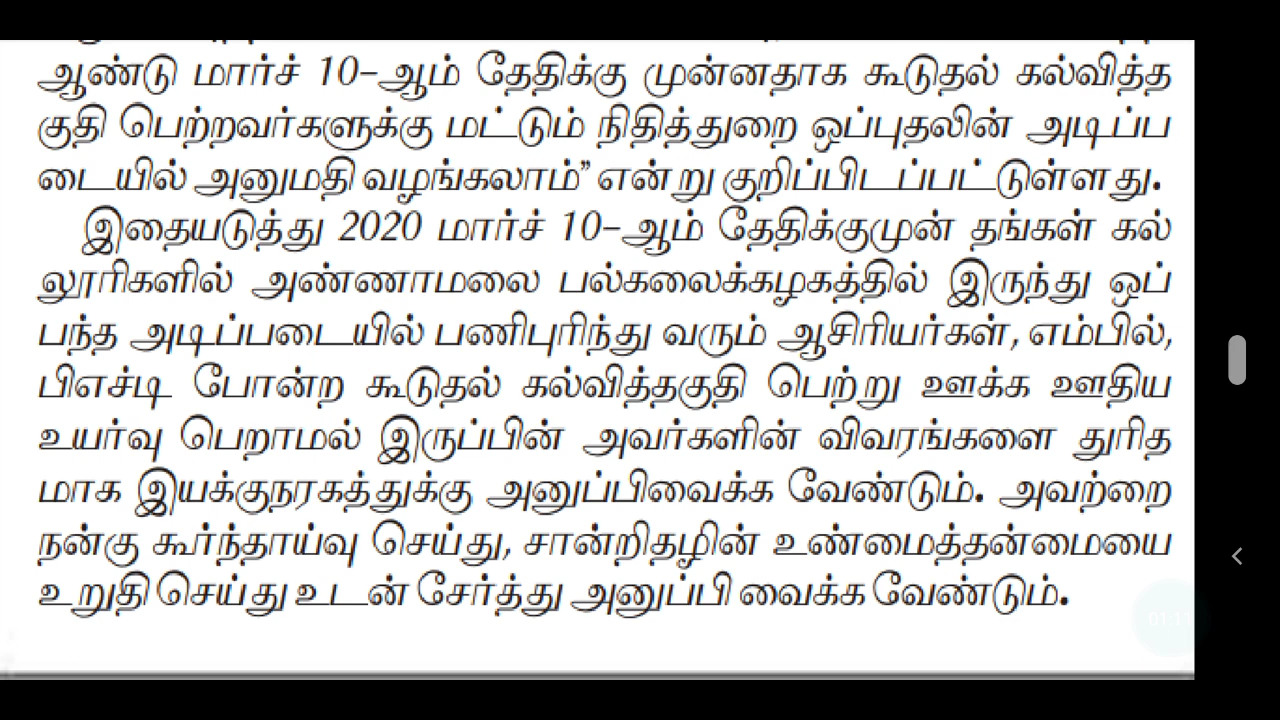 ஆண்டு மார்ச் 10-ஆம் தேதிக்கு முன்னதாக கூடுதல் கல்வித்த
குதி பெற்றவர்களுக்கு மட்டும் நிதித்துறை ஒப்புதலின் அடிப்ப
டையில் அனுமதி வழங்கலாம்” என்று குறிப்பிடப்பட்டுள்ளது.
இதையடுத்து 2020 மார்ச் 10-ஆம் தேதிக்குமுன் தங்கள் கல்
லூரிகளில் அண்ணாமலை பல்கலைக்கழகத்தில் இருந்து ஒப்
பந்த அடிப்படையில் பணிபுரிந்து வரும் ஆசிரியர்கள், எம்பில்,
பிஎச்டி போன்ற கூடுதல் கல்வித்தகுதி பெற்று ஊக்க ஊதிய
உயர்வு பெறாமல் இருப்பின் அவர்களின் விவரங்களை துரித
மாக இயக்குநரகத்துக்கு அனுப்பிவைக்க வேண்டும். அவற்றை
நன்கு கூர்ந்தாய்வு செய்து, சான்றிதழின் உண்மைத்தன்மையை
உறுதி செய்து உடன் சேர்த்து அனுப்பி வைக்க வேண்டும்.